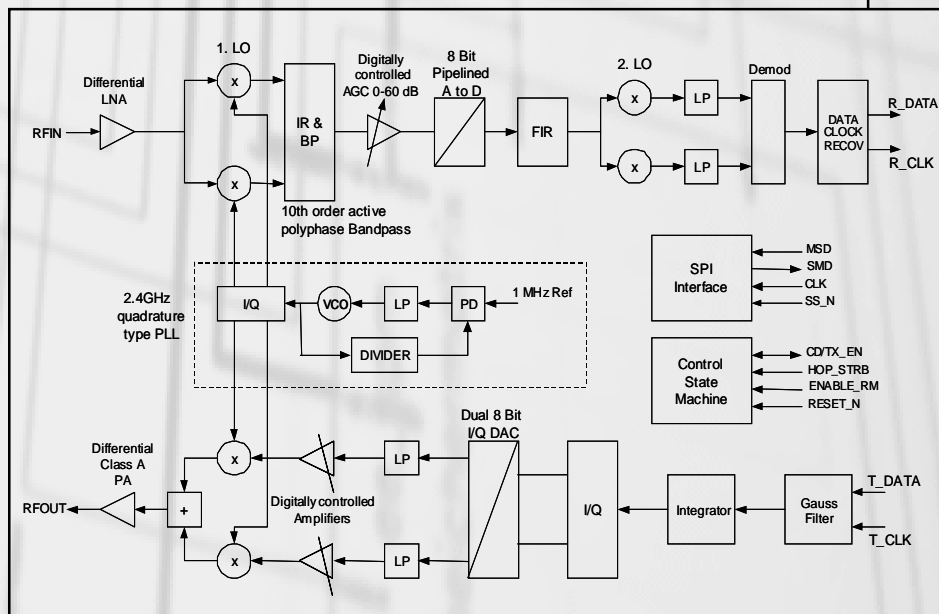 1. LO
Differential
LNA
RFIN
x
x
IR &
BP
10th order active
polyphase Bandpass
Digitally
controlled
AGC 0-60 dB
8 Bit
Pipelined
A to D
FIR
2. LO
x
x
LP
LP
Demod
DATA
CLOCK
RECOV
R_DATA
R_CLK
2.4GHz
quadrature
type PLL
I/Q
VCO
LP
PD
1 MHz Ref
DIVIDER
SPI
Interface
MSD
SMD
CLK
SS_N
Control
State
Machine
CD/TX_EN
HOP_STRB
ENABLE_RM
RESET_N
Differential
Class A
PA
RFOUT
+
x
x
Digitally controlled
Amplifiers
LP
LP
Dual 8 Bit
I/Q DAC
I/Q
Integrator
Gauss
Filter
T_DATA
T_CLK